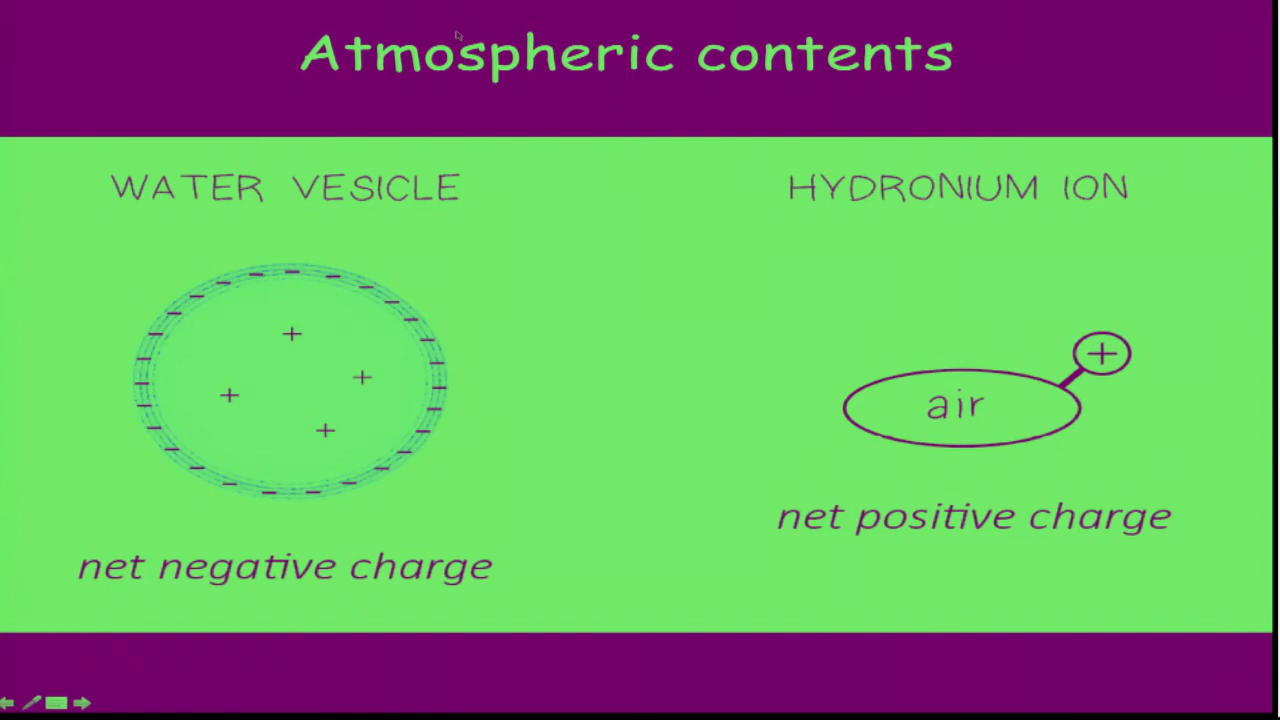 Atmospheric contents
WATER VESICLE
HYDRONIUM ION
+
+
+
+
+
air
net positive charge
net negative charge